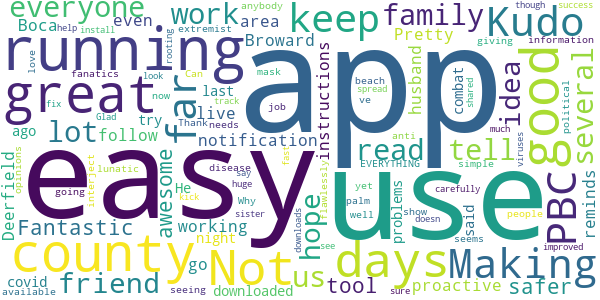 everyone
Boca
help
even
work
area
keep
family
Kudo
anybody
Can
install
though
success
information
giving
Pretty
love
rooting
extremist
Broward
running
app
husband
combat
idea
good
several
fanatics
look
fix
now
last
mask
job
beach
spread
ve
palm
political
shared
great
far
lot
live
Thank
needs
track
instructions
read
tell
ago
follow
try
Glad
notification
anti
much
viruses
EVERYTHING
simple
Deerfield
opinions
going
interject
lunatic
awesome
He
disease
say
huge
Why
sister
fast
kick
easy
use
hope
flawlessly
yet
well
problems
carefully
show
doesn
people
seems
improved
PBC
reminds
Fantastic
working
night
go
downloads
said
see
sure
county
Not
us
days
Making
covid
available
friend
seeing
downloaded
tool
proactive
safer